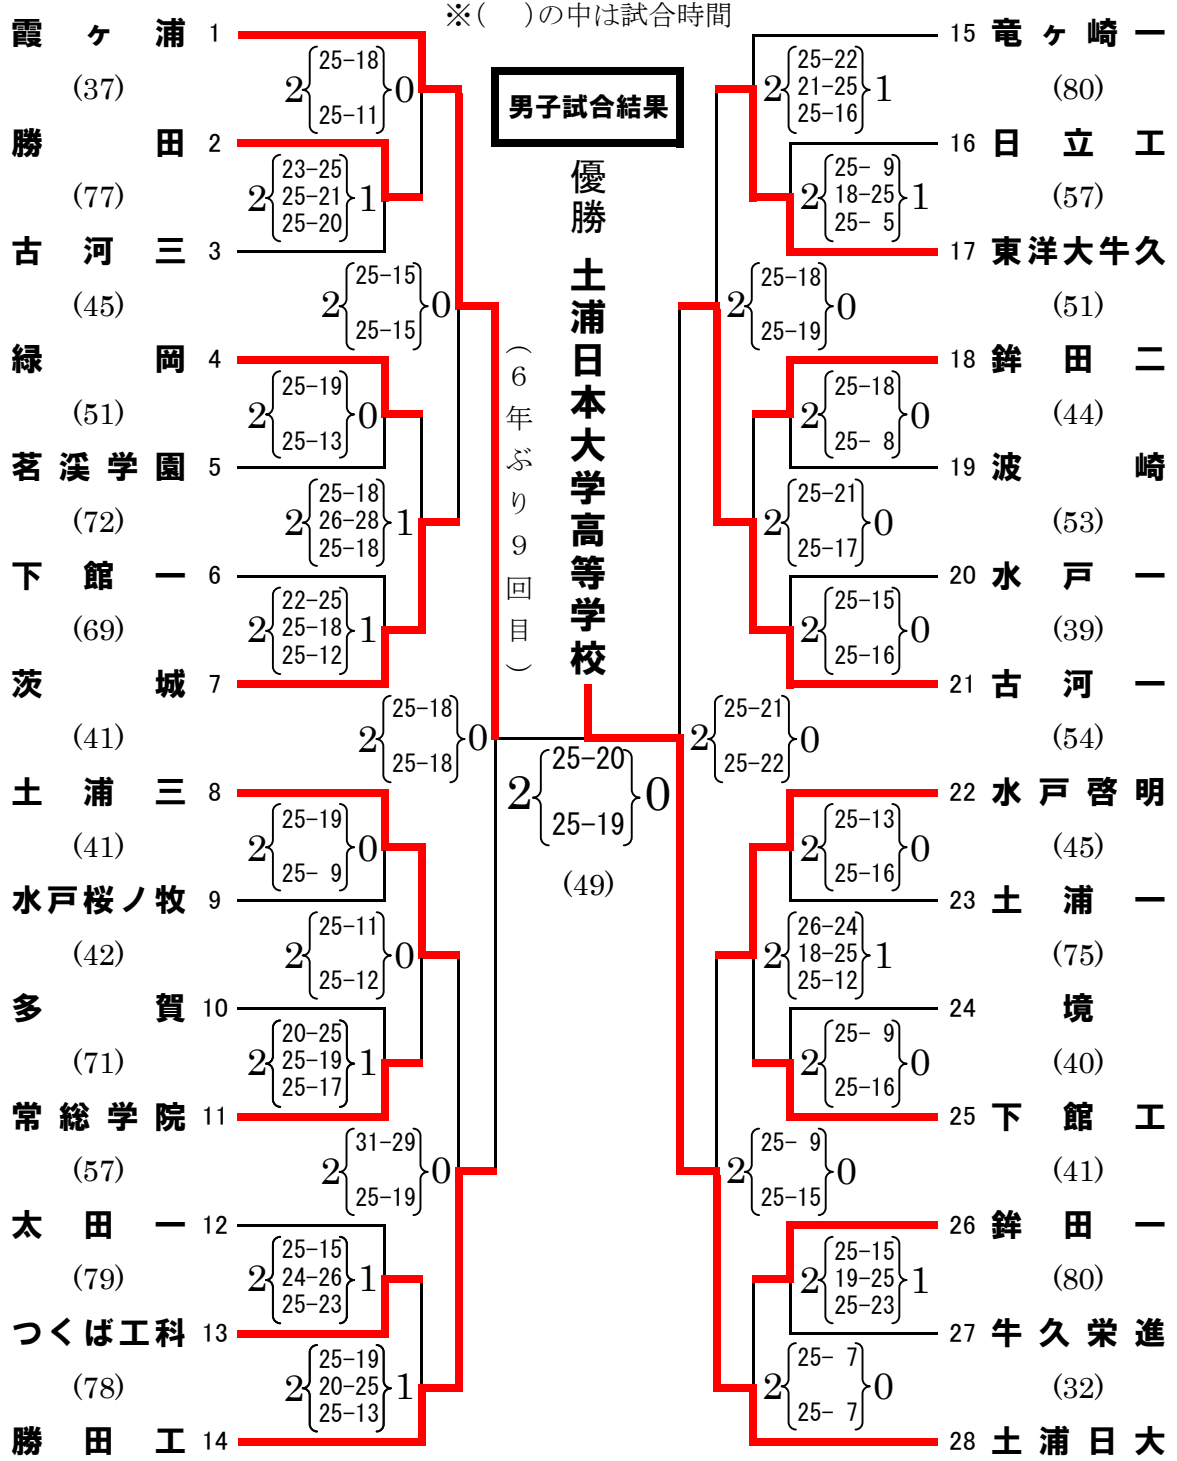 ※( )の中は試合時間
男子試合結果
優勝 土浦日本大学高等学校
(6年ぶり9回目)
霞ヶ浦 1
(37)
2 25-18 25-11 0
勝田 2
(77)
2 23-25 25-21 25-20 1
古河三 3
(45)
2 25-15 25-15 0
緑岡 4
(51)
2 25-19 25-13 0
茗溪学園 5
(72)
2 25-18 26-28 25-18 1
下館一 6
(69)
2 22-25 25-18 25-12 1
茨城 7
(41)
2 25-18 25-18 0
土浦三 8
(41)
2 25-19 25- 9 0
水戸桜ノ牧 9
(42)
2 25-11 25-12 0
多賀 10
(71)
2 20-25 25-19 25-17 1
常総学院 11
(57)
2 31-29 25-19 0
太田一 12
(79)
2 25-15 24-26 25-23 1
つくば工科 13
(78)
2 25-19 20-25 25-13 1
勝田工 14
2 25-20 25-19 0
(49)
15 竜ヶ崎一
(80)
2 25-22 21-25 25-16 1
16 日立工
(57)
2 25- 9 18-25 25- 5 1
17 東洋大牛久
(51)
2 25-18 25-19 0
18 鉾田二
(44)
2 25-18 25- 8 0
19 波崎
(53)
2 25-21 25-17 0
20 水戸一
(39)
2 25-15 25-16 0
21 古河一
(54)
2 25-21 25-22 0
22 水戸啓明
(45)
2 25-13 25-16 0
23 土浦一
(75)
2 26-24 18-25 25-12 1
24 境
(40)
2 25- 9 25-16 0
25 下館工
(41)
2 25- 9 25-15 0
26 鉾田一
(80)
2 25-15 19-25 25-23 1
27 牛久栄進
(32)
2 25- 7 25- 7 0
28 土浦日大